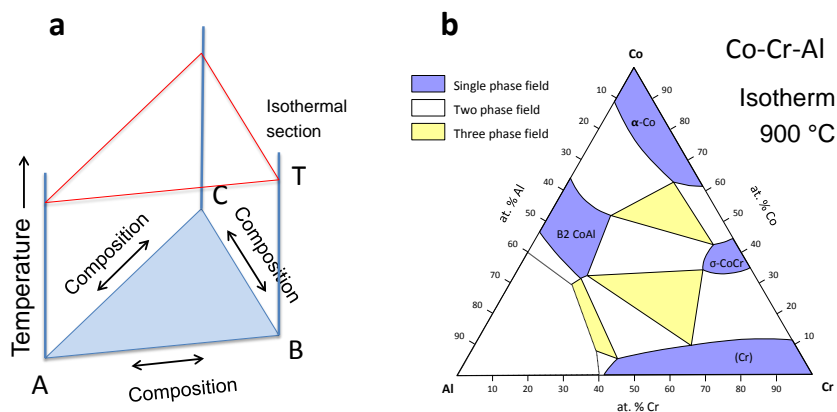 a
Isothermal
section
T
C
Temperature
Composition
Composition
A
B
Composition
b
Co
Co-Cr-Al
Isotherm
900 °C
Single phase field
Two phase field
Three phase field
10
20
30
40
50
60
70
80
90
at. % Al
90
80
70
60
50
40
30
20
10
at. % Co
α-Co
B2 CoAl
σ-CoCr
(Cr)
Al
10 20 30 40 50 60 70 80 90
Cr
at. % Cr